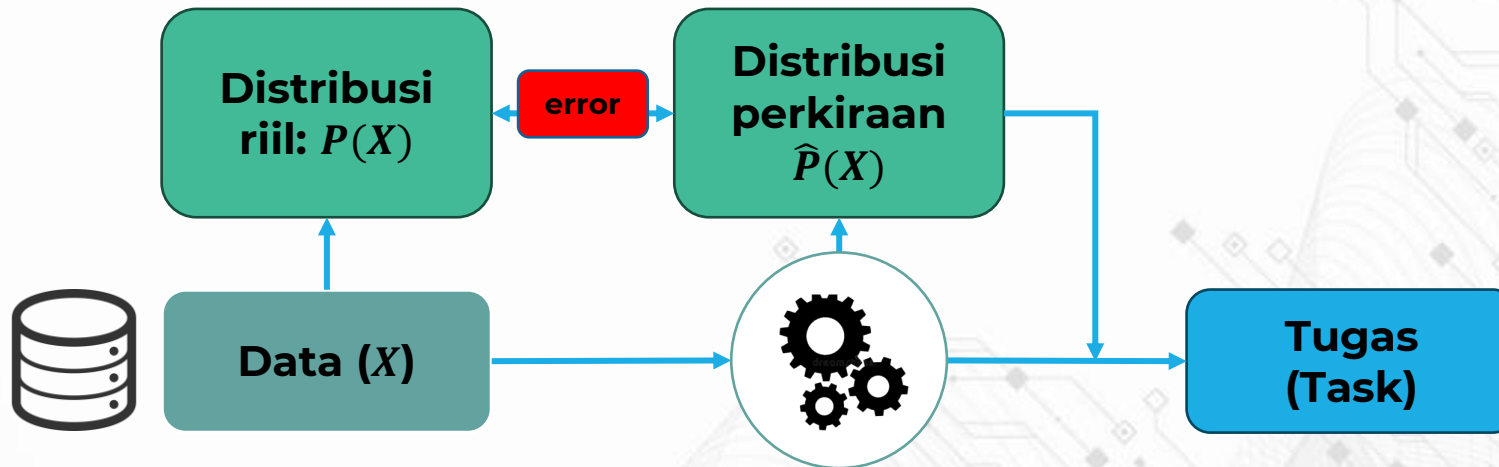 Distribusi
riil: P(X)
error
Distribusi
perkiraan
P̂(X)
Data (X)
Tugas
(Task)